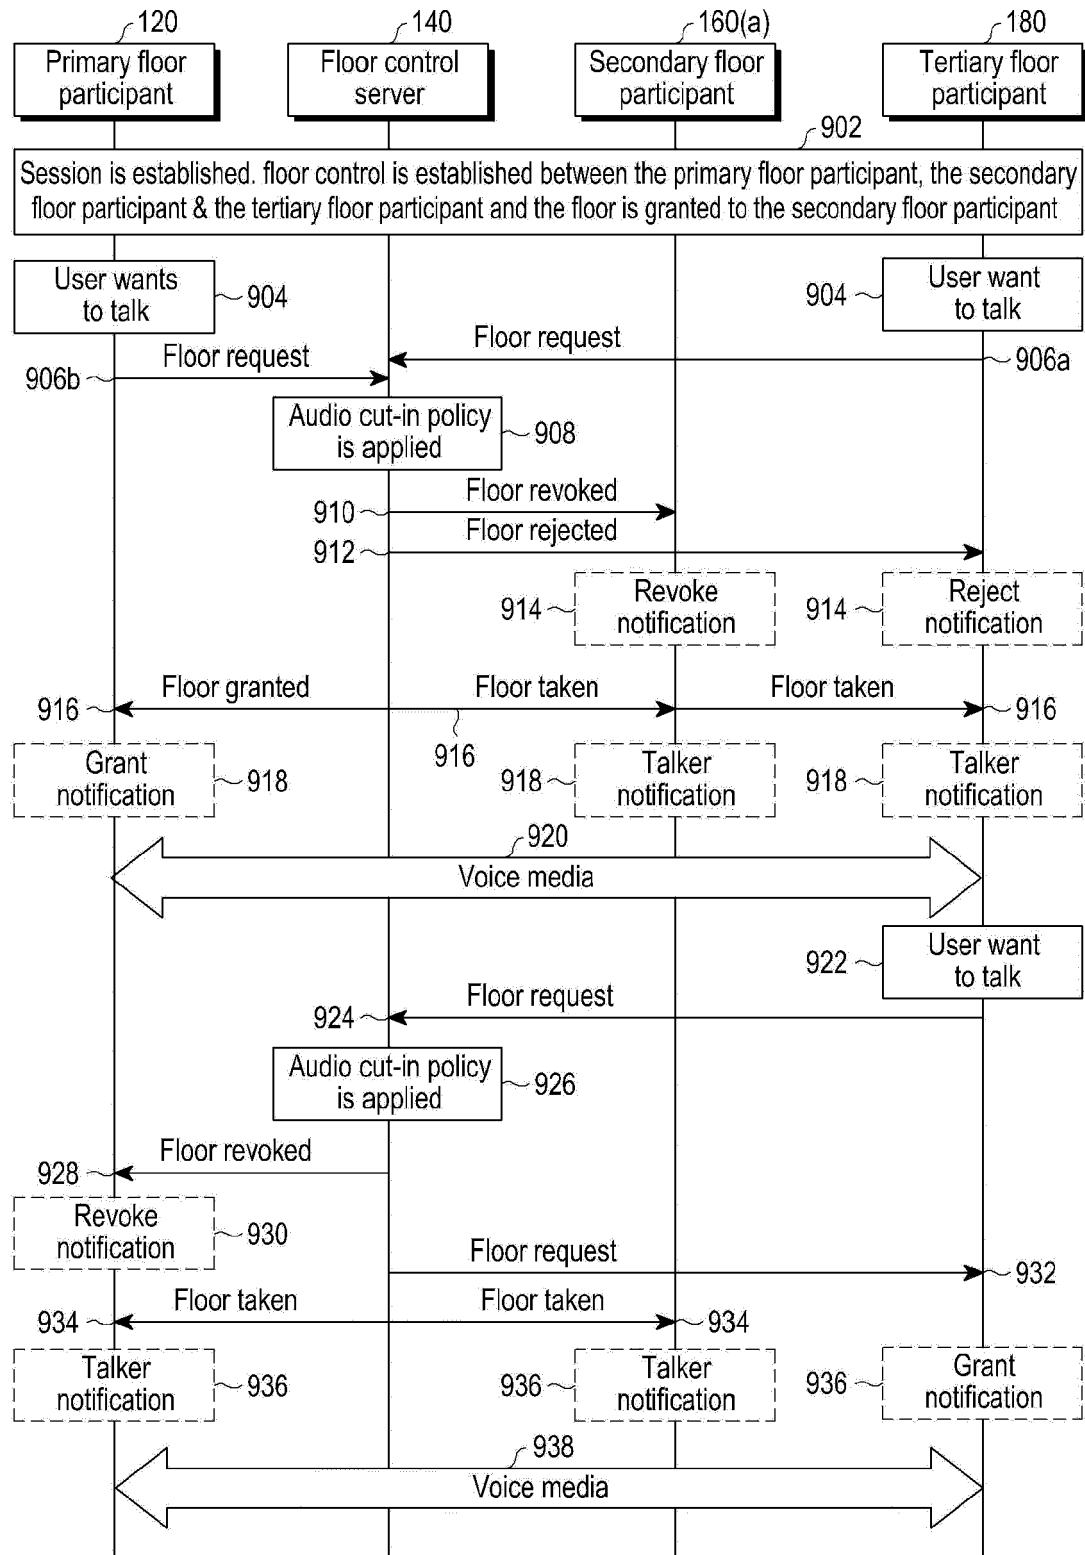 120
140
160(a)
180
Primary floor
participant
Floor control
server
Secondary floor
participant
Tertiary floor
participant
902
Session is established. floor control is established between the primary floor participant, the secondary
floor participant & the tertiary floor participant and the floor is granted to the secondary floor participant
User wants
to talk
904
904
User want
to talk
Floor request
Floor request
906b
906a
Audio cut-in policy
is applied
908
910
Floor revoked
912
Floor rejected
914
Revoke
notification
914
Reject
notification
916
Floor granted
Floor taken
Floor taken
916
916
Grant
notification
918
918
Talker
notification
918
Talker
notification
920
Voice media
922
User want
to talk
924
Floor request
Audio cut-in policy
is applied
926
928
Floor revoked
Revoke
notification
930
Floor request
932
934
Floor taken
Floor taken
934
Talker
notification
936
936
Talker
notification
936
Grant
notification
938
Voice media